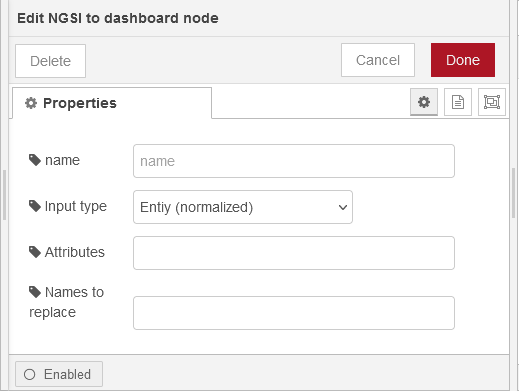 Edit NGSI to dashboard node
Delete
Cancel
Done
Properties
name
name
Input type
Entiy (normalized)
Attributes
Names to
replace
Enabled